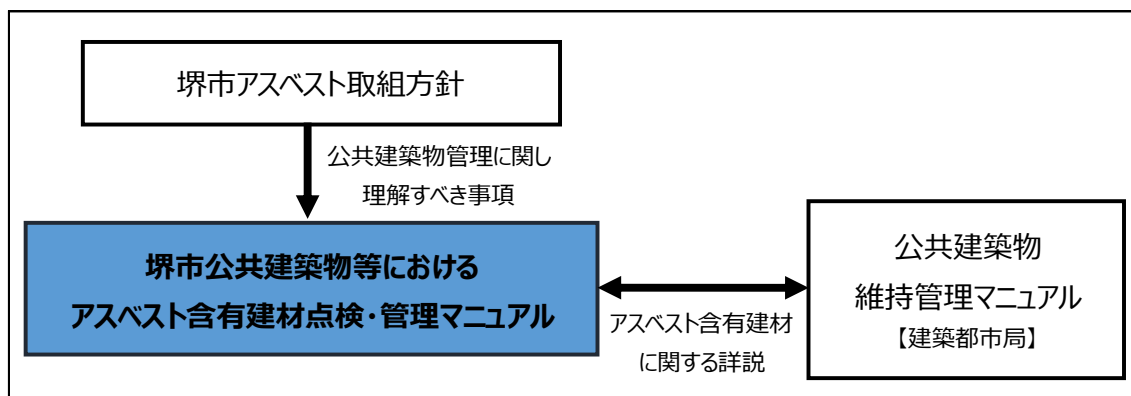 堺市アスベスト取組方針
公共建築物管理に関し
理解すべき事項
堺市公共建築物等における
アスベスト含有建材点検・管理マニュアル
アスベスト含有建材
に関する詳説
公共建築物
維持管理マニュアル
【建築都市局】